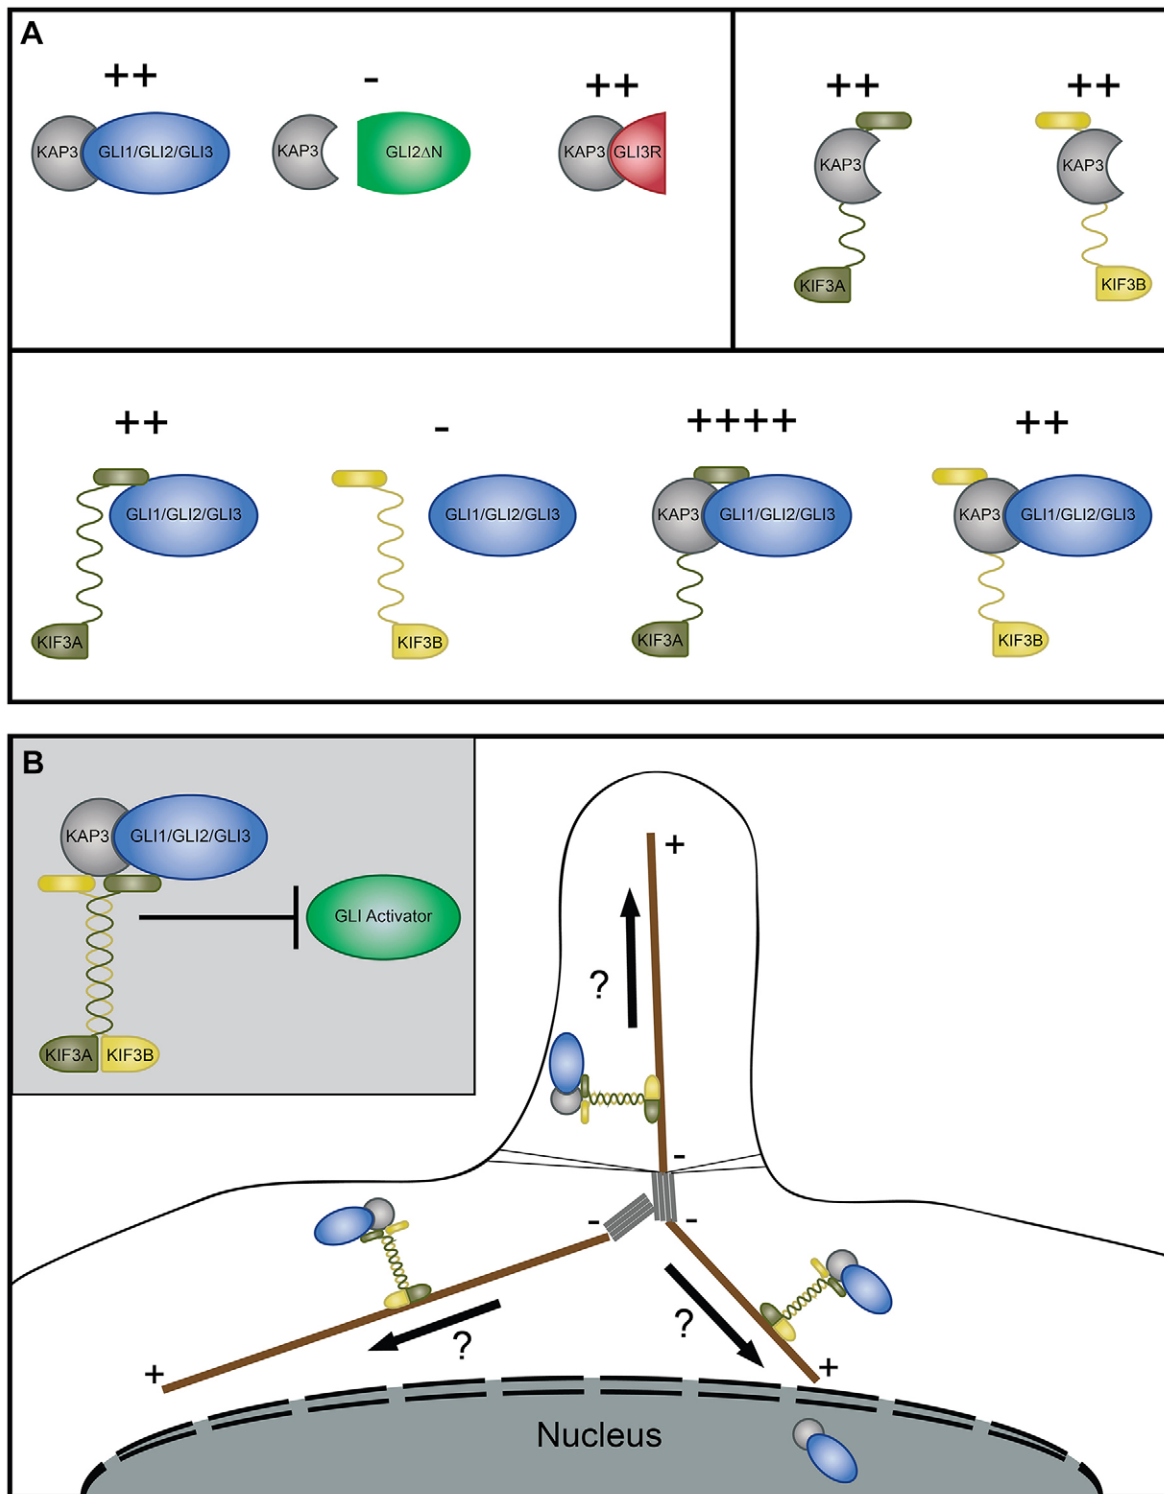 A
++ - ++
KAP3 GLI1/GLI2/GLI3 KAP3 GLI2ΔN KAP3 GLI3R
++ ++
KAP3 KAP3
KIF3A KIF3B
++ - ++++ ++
GLI1/GLI2/GLI3 GLI1/GLI2/GLI3 KAP3 GLI1/GLI2/GLI3 KAP3 GLI1/GLI2/GLI3
KIF3A KIF3B KIF3A KIF3B
B
KAP3 GLI1/GLI2/GLI3
GLI Activator
KIF3A KIF3B
+
?
-
- -
? ?
+ +
Nucleus